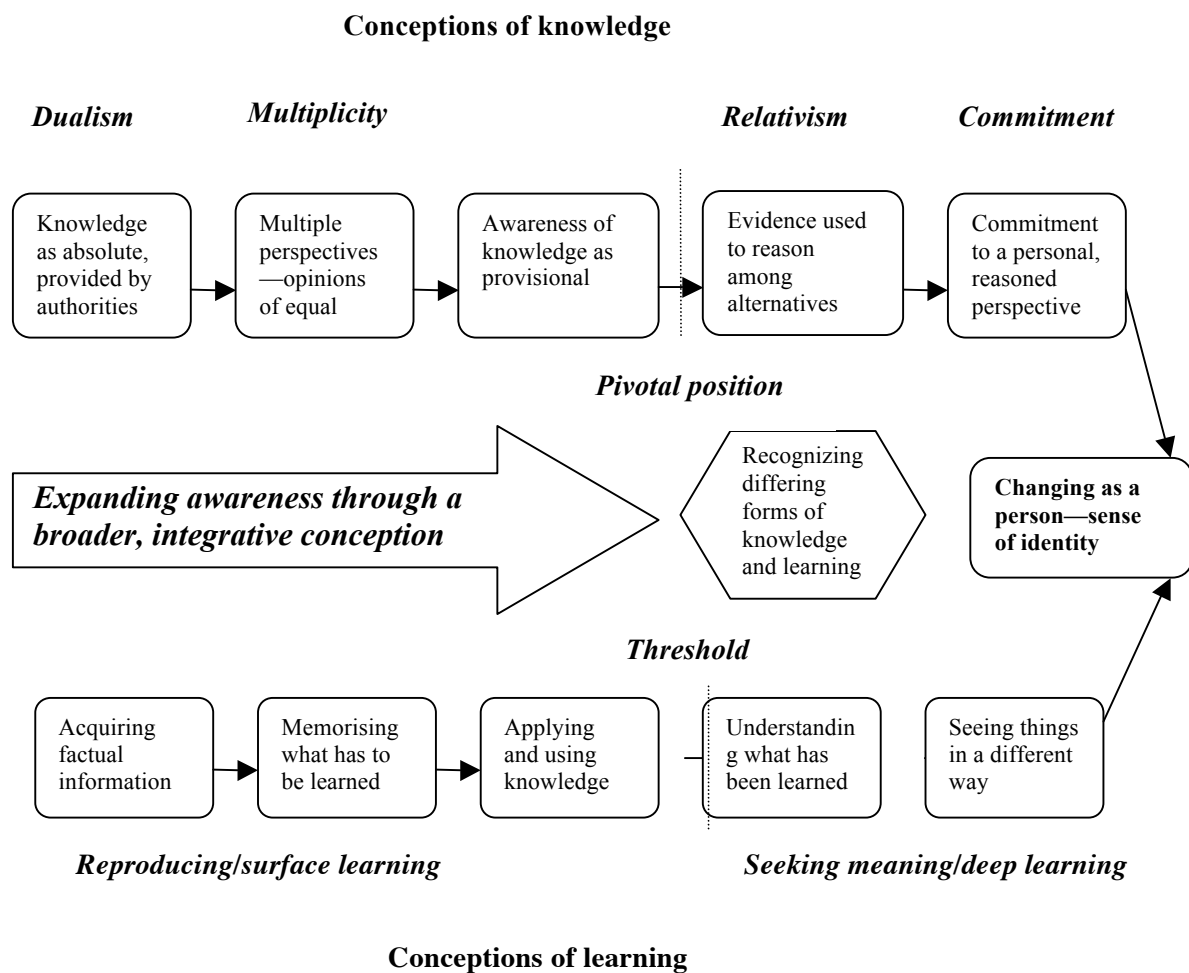 Conceptions of knowledge
Dualism
Multiplicity
Relativism
Commitment
Knowledge
as absolute,
provided by
authorities
Multiple
perspectives
—opinions
of equal
Awareness of
knowledge as
provisional
Evidence used
to reason
among
alternatives
Commitment
to a personal,
reasoned
perspective
Pivotal position
Expanding awareness through a
broader, integrative conception
Recognizing
differing
forms of
knowledge
and learning
Changing as a
person—sense
of identity
Threshold
Acquiring
factual
information
Memorising
what has to
be learned
Applying
and using
knowledge
Understandin
g what has
been learned
Seeing things
in a different
way
Reproducing/surface learning
Seeking meaning/deep learning
Conceptions of learning